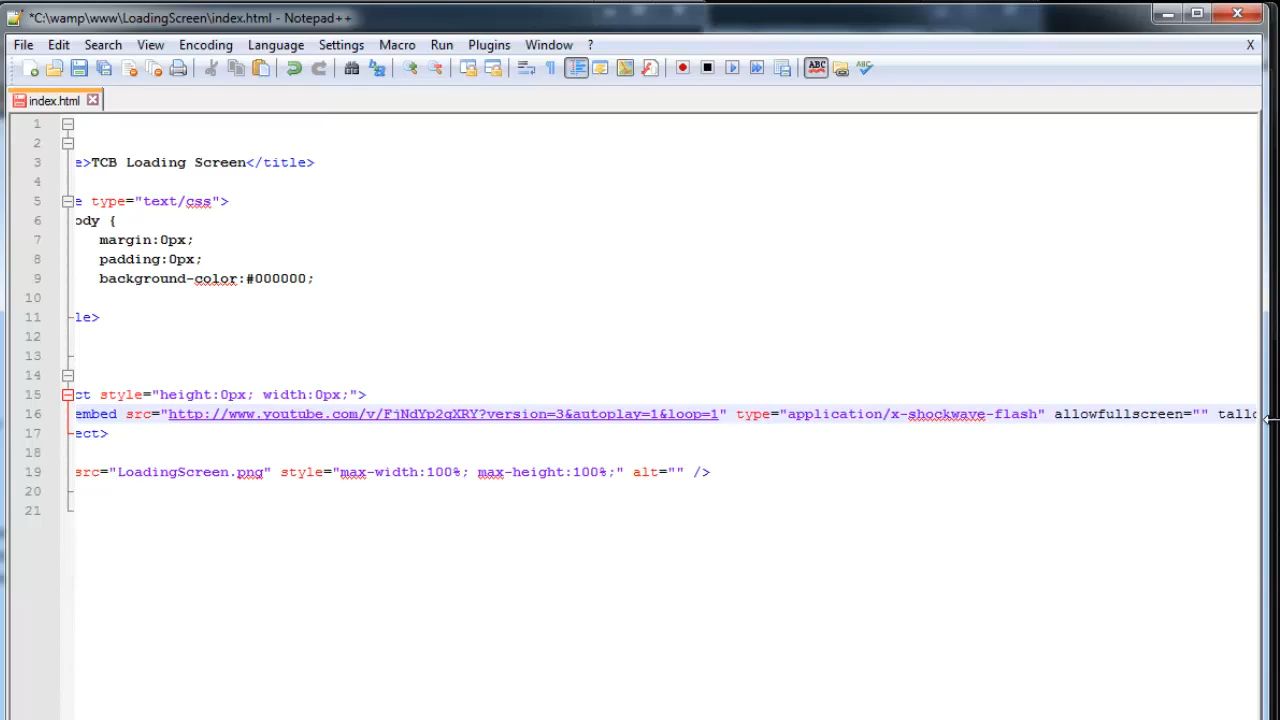 *C:\wamp\www\LoadingScreen\index.html - Notepad++
File Edit Search View Encoding Language Settings Macro Run Plugins Window ? X
index.html
1
2
3 e>TCB Loading Screen</title>
4
5 e type="text/css">
6 ody {
7 margin:0px;
8 padding:0px;
9 background-color:#000000;
10
11 le>
12
13
14
15 ct style="height:0px; width:0px;">
16 embed src="http://www.youtube.com/v/FjNdYp2gXRY?version=3&autoplay=1&loop=1" type="application/x-shockwave-flash" allowfullscreen="" tallo
17 ect>
18
19 src="LoadingScreen.png" style="max-width:100%; max-height:100%;" alt="" />
20
21